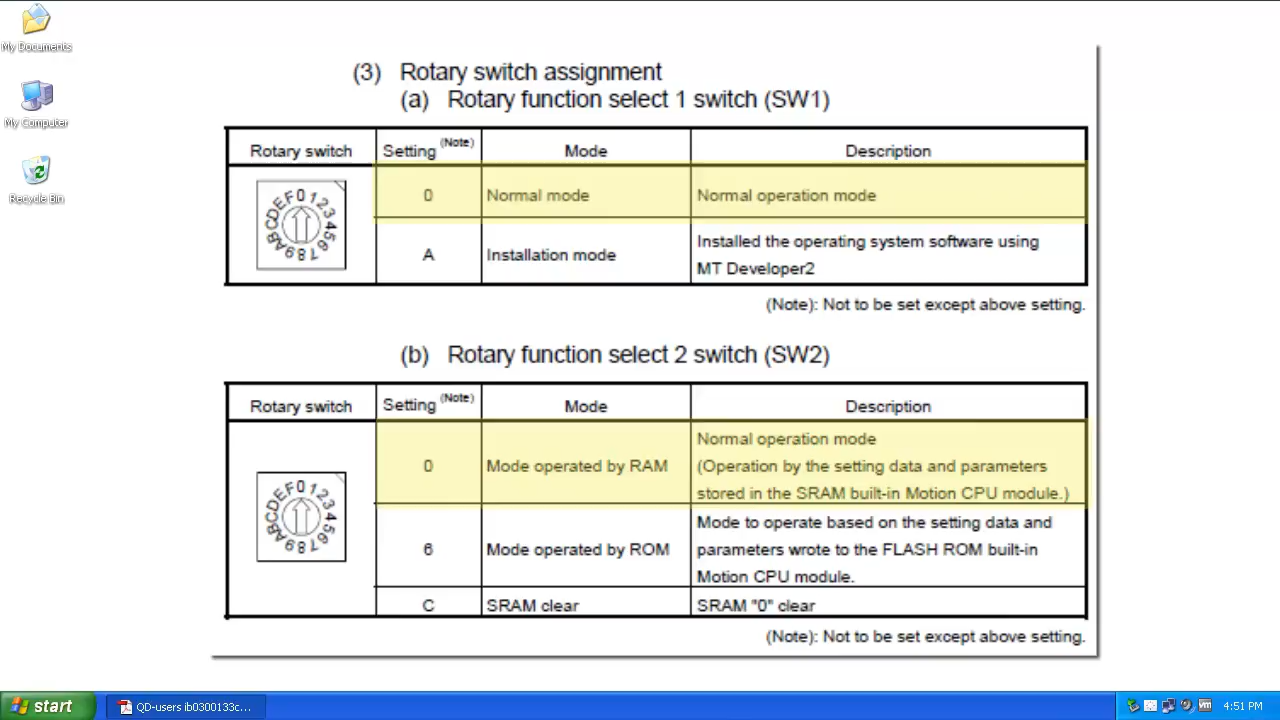 My Documents
My Computer
Recycle Bin
(3) Rotary switch assignment
(a) Rotary function select 1 switch (SW1)
Rotary switch Setting (Note) Mode Description
0 Normal mode Normal operation mode
A Installation mode Installed the operating system software using
MT Developer2
(Note): Not to be set except above setting.
(b) Rotary function select 2 switch (SW2)
Rotary switch Setting (Note) Mode Description
0 Mode operated by RAM Normal operation mode
(Operation by the setting data and parameters
stored in the SRAM built-in Motion CPU module.)
6 Mode operated by ROM Mode to operate based on the setting data and
parameters wrote to the FLASH ROM built-in
Motion CPU module.
C SRAM clear SRAM "0" clear
(Note): Not to be set except above setting.
start
QD-users ib0300133c...
4:51 PM